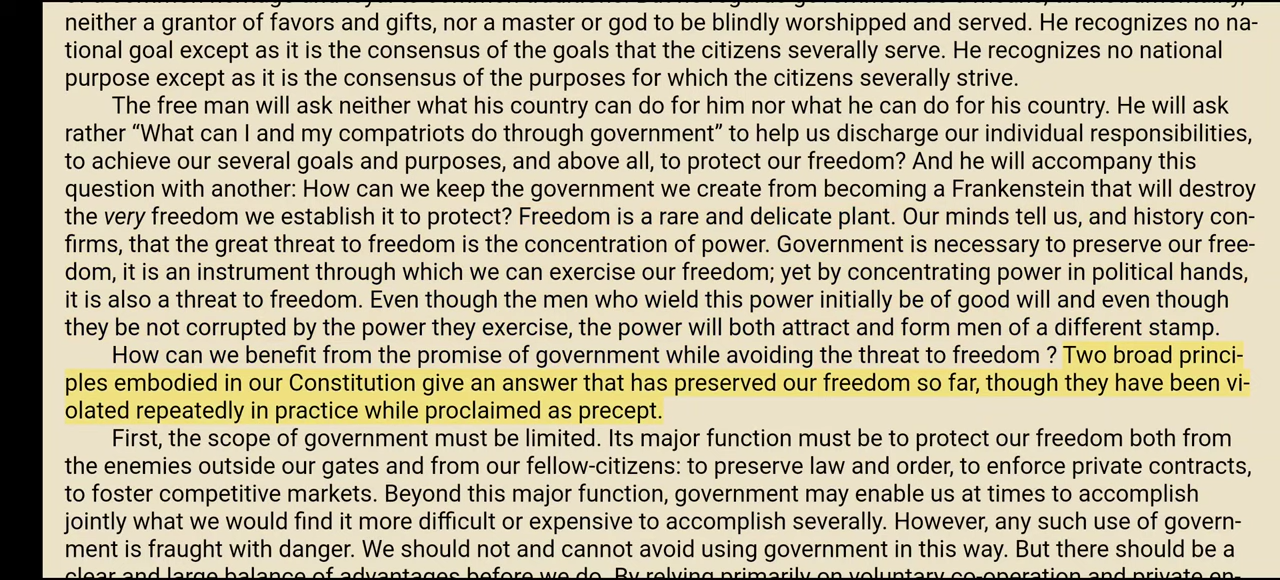 neither a grantor of favors and gifts, nor a master or god to be blindly worshipped and served. He recognizes no na-
tional goal except as it is the consensus of the goals that the citizens severally serve. He recognizes no national
purpose except as it is the consensus of the purposes for which the citizens severally strive.
The free man will ask neither what his country can do for him nor what he can do for his country. He will ask
rather “What can I and my compatriots do through government” to help us discharge our individual responsibilities,
to achieve our several goals and purposes, and above all, to protect our freedom? And he will accompany this
question with another: How can we keep the government we create from becoming a Frankenstein that will destroy
the very freedom we establish it to protect? Freedom is a rare and delicate plant. Our minds tell us, and history con-
firms, that the great threat to freedom is the concentration of power. Government is necessary to preserve our free-
dom, it is an instrument through which we can exercise our freedom; yet by concentrating power in political hands,
it is also a threat to freedom. Even though the men who wield this power initially be of good will and even though
they be not corrupted by the power they exercise, the power will both attract and form men of a different stamp.
How can we benefit from the promise of government while avoiding the threat to freedom ? Two broad princi-
ples embodied in our Constitution give an answer that has preserved our freedom so far, though they have been vi-
olated repeatedly in practice while proclaimed as precept.
First, the scope of government must be limited. Its major function must be to protect our freedom both from
the enemies outside our gates and from our fellow-citizens: to preserve law and order, to enforce private contracts,
to foster competitive markets. Beyond this major function, government may enable us at times to accomplish
jointly what we would find it more difficult or expensive to accomplish severally. However, any such use of govern-
ment is fraught with danger. We should not and cannot avoid using government in this way. But there should be a
clear and large balance of advantages before we do. By relying primarily on voluntary co-operation and private en-